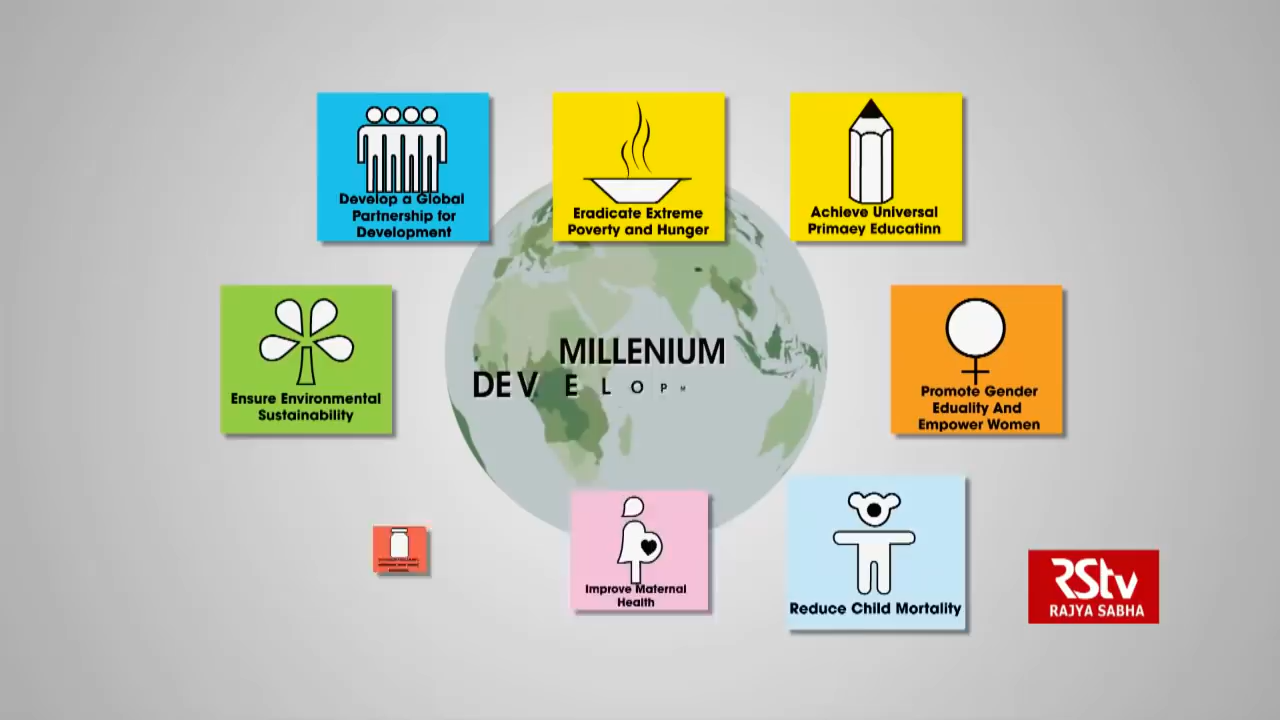 Develop a Global
Partnership for
Development
Eradicate Extreme
Poverty and Hunger
Achieve Universal
Primaey Educatinn
Ensure Environmental
Sustainability
MILLENIUM
DEVELOPM
Promote Gender
Eduality And
Empower Women
Improve Maternal
Health
Reduce Child Mortality
RStv
RAJYA SABHA